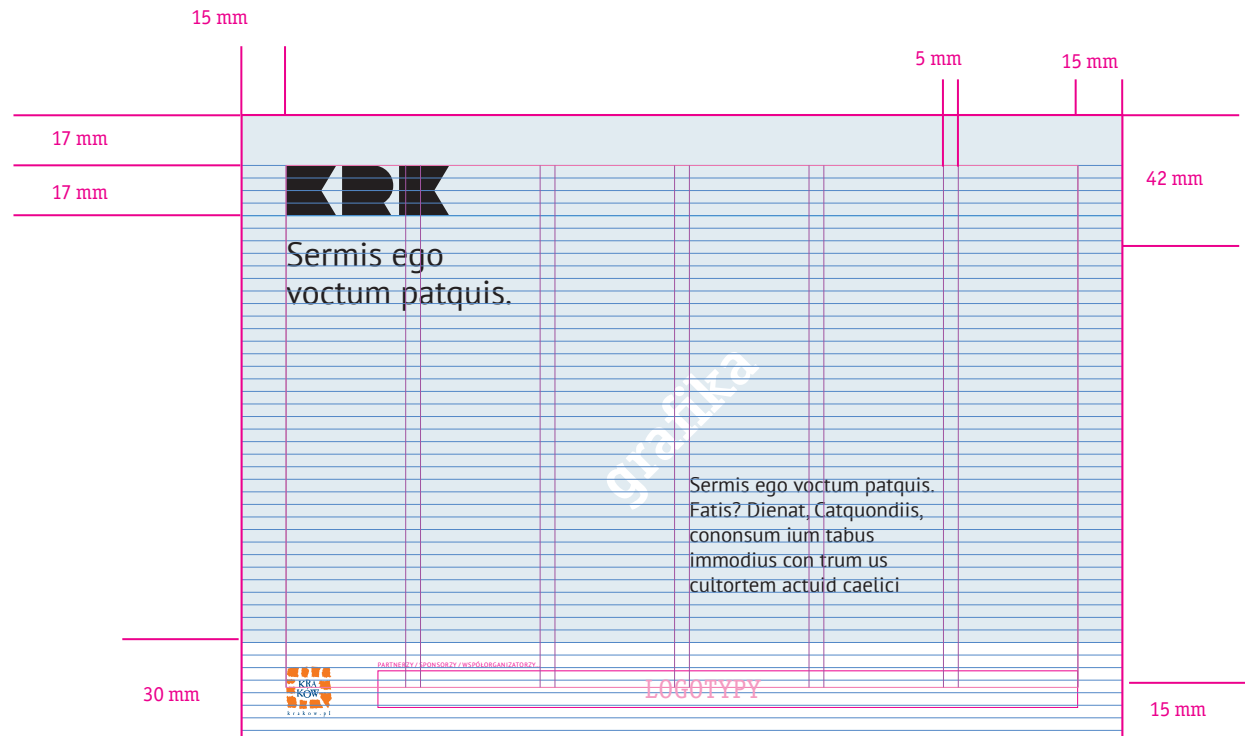 15 mm
5 mm
15 mm
17 mm
17 mm
42 mm
KRK
Sermis ego
voctum patquis.
grafika
Sermis ego voctum patquis.
Fatis? Dienat, Catquondiis,
cononsum ium tabus
immodius con trum us
cultortem actuid caelici
PARTNERZY / SPONSORZY / WSPÓŁORGANIZATORZY
KRA
KÓW
krakow.pl
LOGOTYPY
30 mm
15 mm